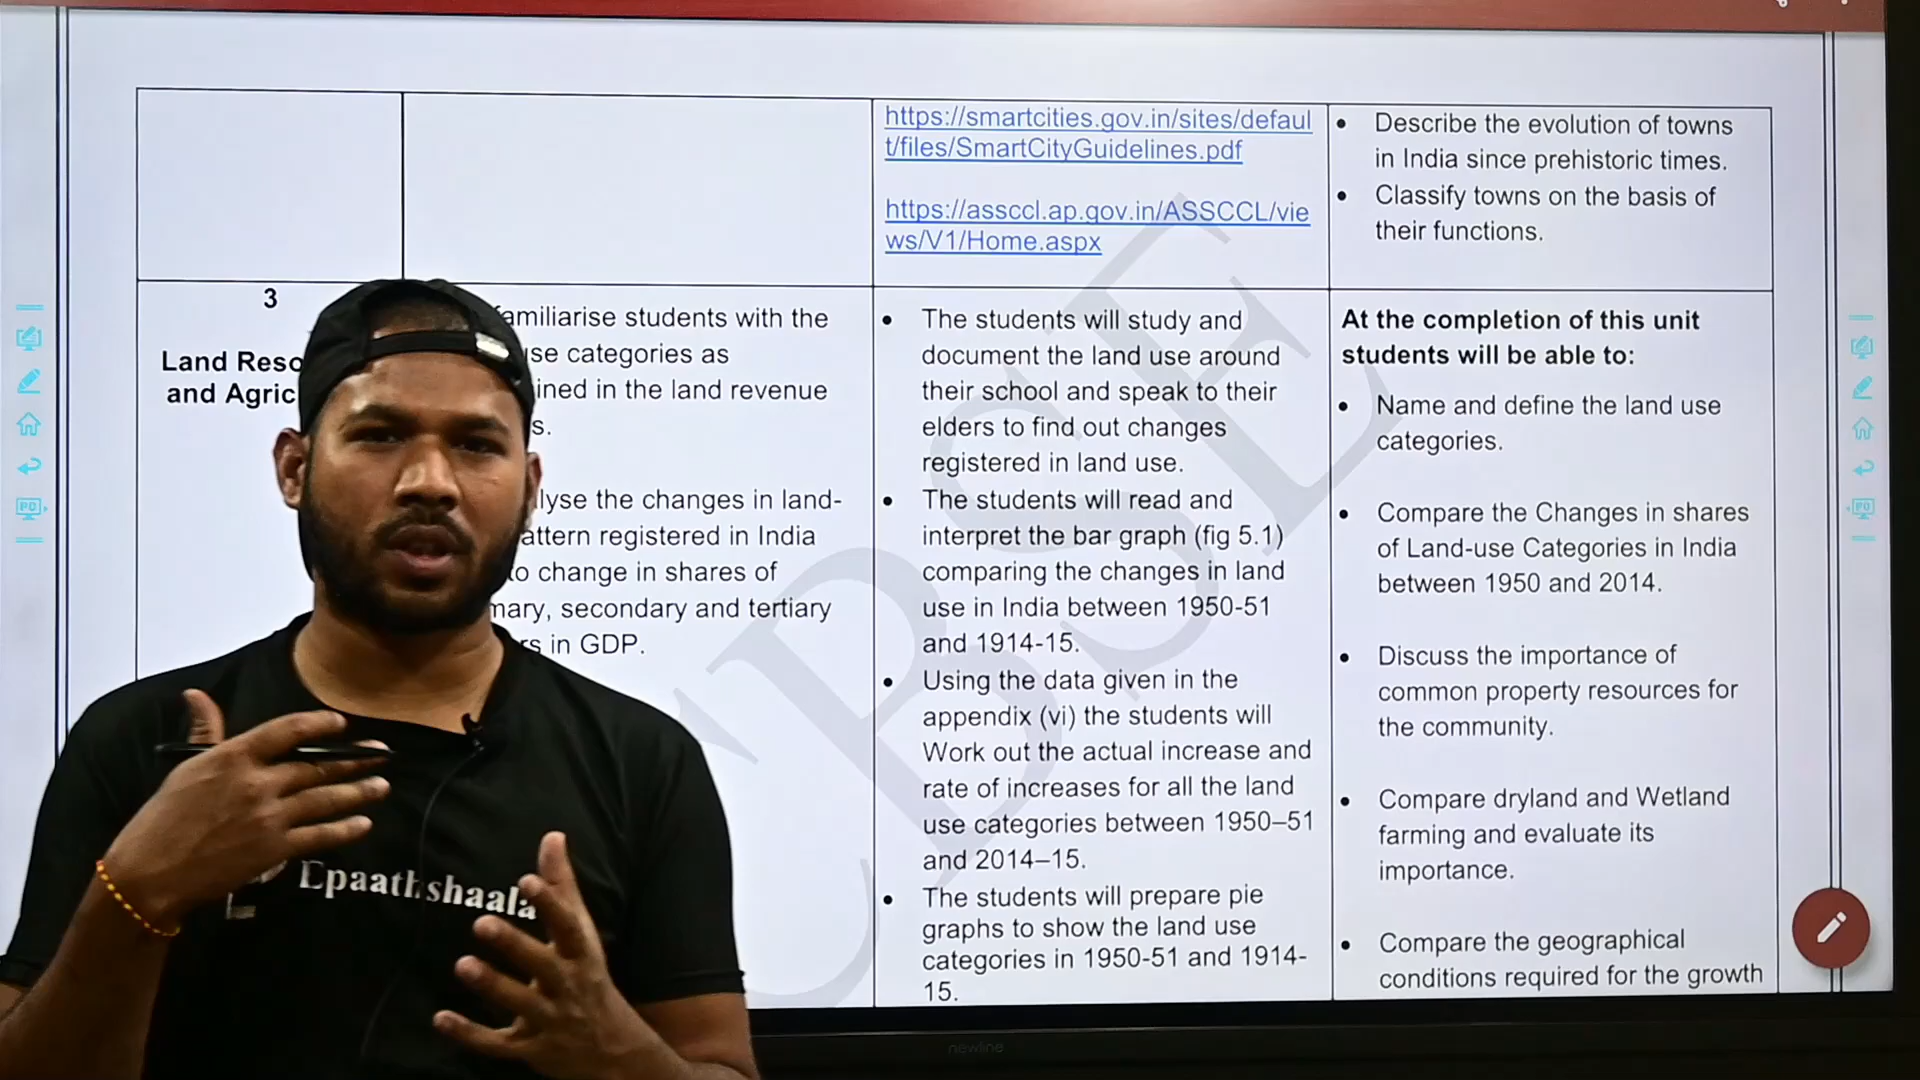 https://smartcities.gov.in/sites/defaul
t/files/SmartCityGuidelines.pdf
https://assccl.ap.gov.in/ASSCCL/vie
ws/V1/Home.aspx
• Describe the evolution of towns
in India since prehistoric times.
• Classify towns on the basis of
their functions.
3
Land Reso
and Agric
familiarise students with the
use categories as
ined in the land revenue
s.
lyse the changes in land-
attern registered in India
to change in shares of
mary, secondary and tertiary
rs in GDP.
• The students will study and
document the land use around
their school and speak to their
elders to find out changes
registered in land use.
• The students will read and
interpret the bar graph (fig 5.1)
comparing the changes in land
use in India between 1950-51
and 1914-15.
• Using the data given in the
appendix (vi) the students will
Work out the actual increase and
rate of increases for all the land
use categories between 1950–51
and 2014–15.
• The students will prepare pie
graphs to show the land use
categories in 1950-51 and 1914-
15.
At the completion of this unit
students will be able to:
• Name and define the land use
categories.
• Compare the Changes in shares
of Land-use Categories in India
between 1950 and 2014.
• Discuss the importance of
common property resources for
the community.
• Compare dryland and Wetland
farming and evaluate its
importance.
• Compare the geographical
conditions required for the growth
CBSE
Epaathshaala
newline